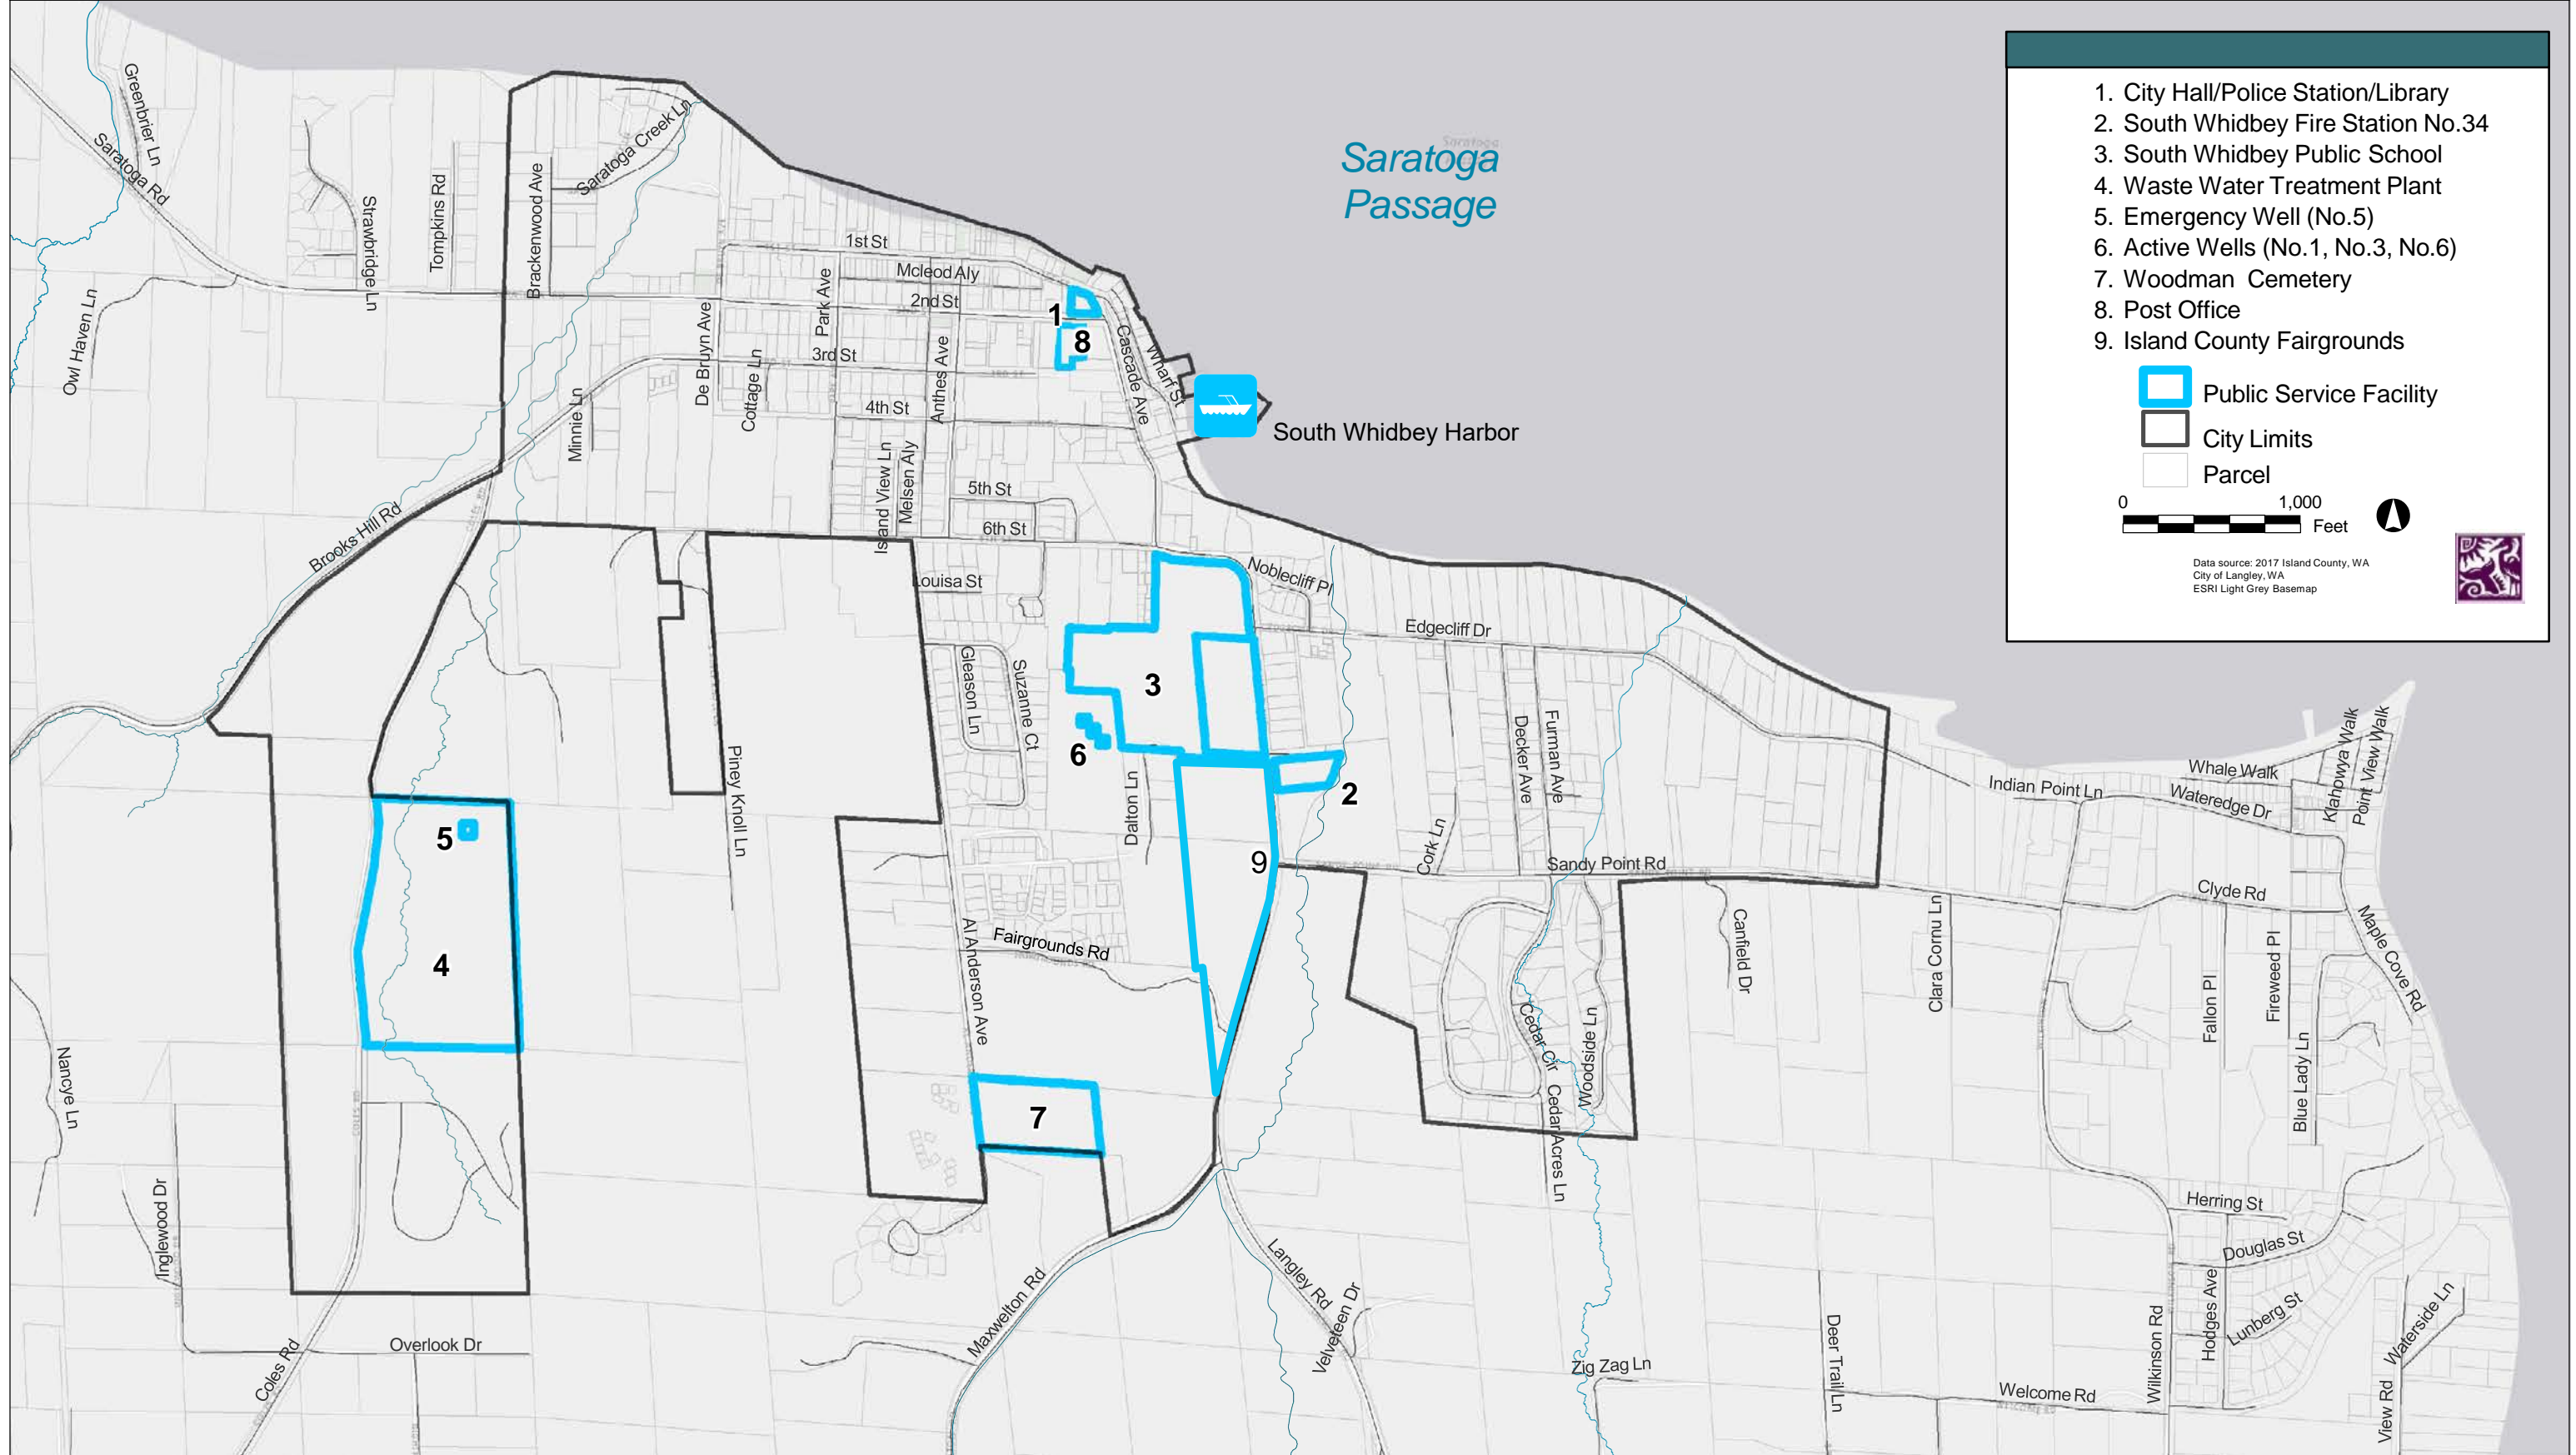 1. City Hall/Police Station/Library
2. South Whidbey Fire Station No.34
3. South Whidbey Public School
4. Waste Water Treatment Plant
5. Emergency Well (No.5)
6. Active Wells (No.1, No.3, No.6)
7. Woodman Cemetery
8. Post Office
9. Island County Fairgrounds
Public Service Facility
City Limits
Parcel
0 1,000
Feet
Data source: 2017 Island County, WA
City of Langley, WA
ESRI Light Grey Basemap
Saratoga
Passage
South Whidbey Harbor
Greenbrier Ln
Saratoga Rd
Strawbridge Ln
Tompkins Rd
Brackenwood Ave
Saratoga Creek Ln
Owl Haven Ln
1st St
Mcleod Aly
2nd St
Park Ave
De Bruyn Ave
Cottage Ln
3rd St
Anthes Ave
4th St
Minnie Ln
Island View Ln
Melsen Aly
5th St
6th St
Cascade Ave
Wharf St
1
8
Brooks Hill Rd
Louisa St
Noblecliff Pl
Edgecliff Dr
Gleason Ln
Suzanne Ct
3
6
2
Dalton Ln
Piney Knoll Ln
Decker Ave
Furman Ave
Cork Ln
Sandy Point Rd
Indian Point Ln
Whale Walk
Wateredge Dr
Klahowya Walk
Point View Walk
5
4
9
Al Anderson Ave
Fairgrounds Rd
7
Clyde Rd
Maple Cove Rd
Canfield Dr
Clara Cornu Ln
Fallon Pl
Fireweed Pl
Blue Lady Ln
Cedar Cir
Woodside Ln
Cedar Acres Ln
Nancye Ln
Inglewood Dr
Overlook Dr
Coles Rd
Maxwelton Rd
Langley Rd
Velveteen Dr
Zig Zag Ln
Deer Trail Ln
Welcome Rd
Wilkinson Rd
Herring St
Douglas St
Hodges Ave
Lunberg St
Waterside Ln
View Rd